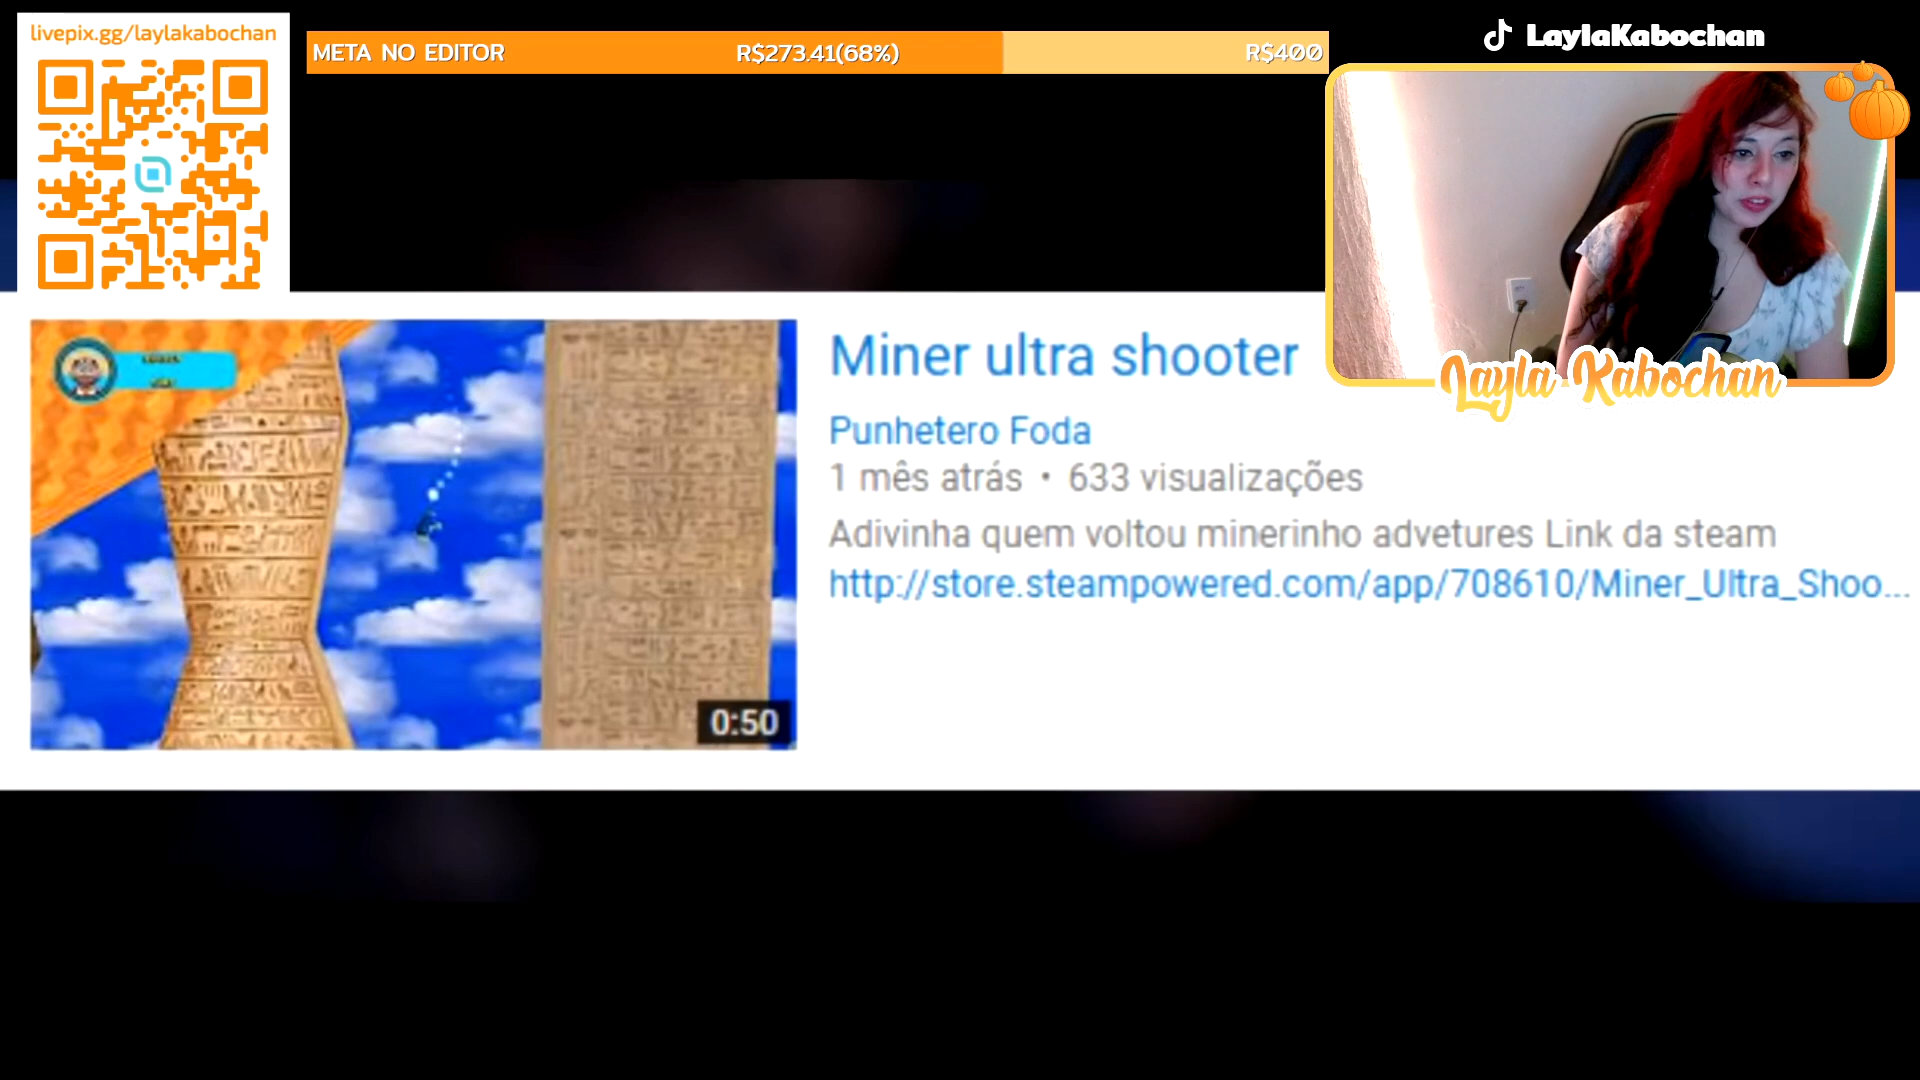 livepix.gg/laylakabochan
META NO EDITOR R$273.41(68%) R$400
LaylaKabochan
Layla Kabochan
Miner ultra shooter
Punhetero Foda
1 mês atrás • 633 visualizações
Adivinha quem voltou minerinho advetures Link da steam
http://store.steampowered.com/app/708610/Miner_Ultra_Shoo...
0:50